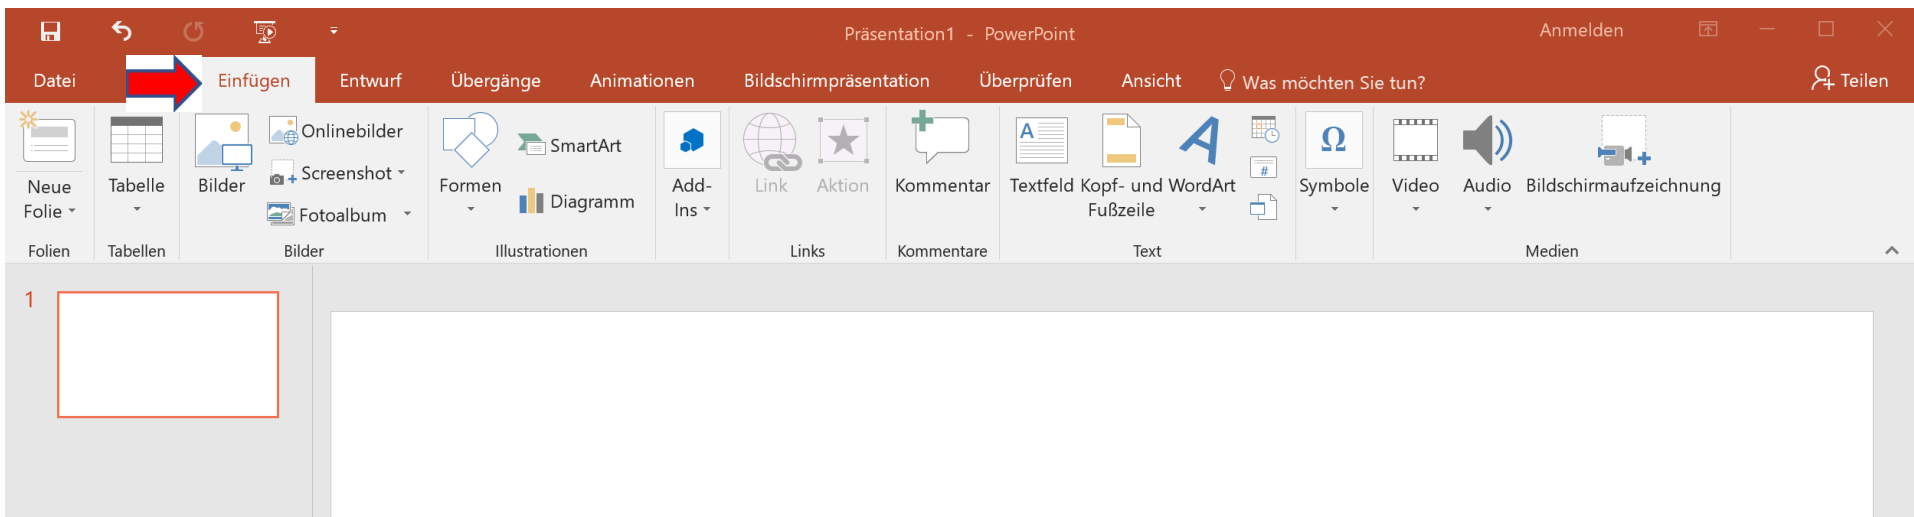 Präsentation1 - PowerPoint
Anmelden
Datei
Einfügen
Entwurf
Übergänge
Animationen
Bildschirmpräsentation
Überprüfen
Ansicht
Was möchten Sie tun?
Teilen
Neue
Folie
Folien
Tabelle
Tabellen
Bilder
Onlinebilder
Screenshot
Fotoalbum
Bilder
Formen
SmartArt
Diagramm
Illustrationen
Add-
Ins
Link
Aktion
Links
Kommentar
Kommentare
A
Textfeld
Kopf- und
Fußzeile
A
WordArt
#
Text
Ω
Symbole
Video
Audio
Bildschirmaufzeichnung
Medien
1